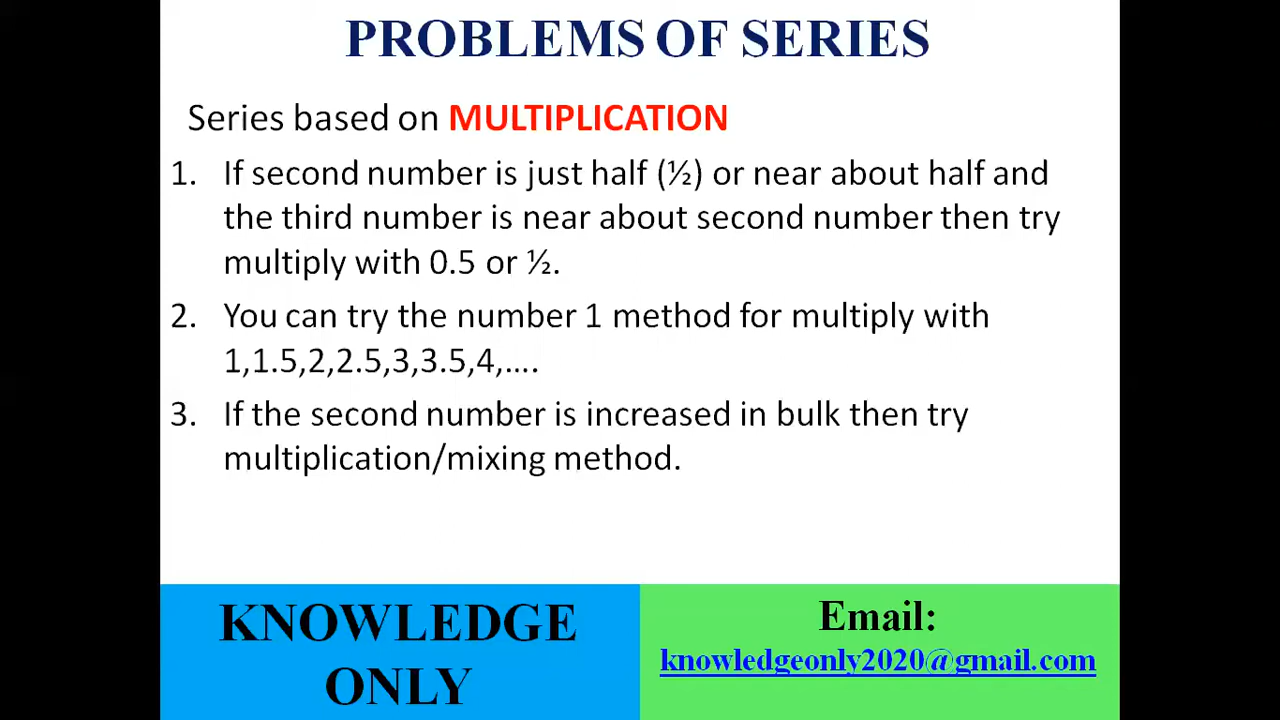 PROBLEMS OF SERIES
Series based on MULTIPLICATION
1. If second number is just half (½) or near about half and
the third number is near about second number then try
multiply with 0.5 or ½.
2. You can try the number 1 method for multiply with
1,1.5,2,2.5,3,3.5,4,....
3. If the second number is increased in bulk then try
multiplication/mixing method.
KNOWLEDGE
ONLY
Email:
knowledgeonly2020@gmail.com